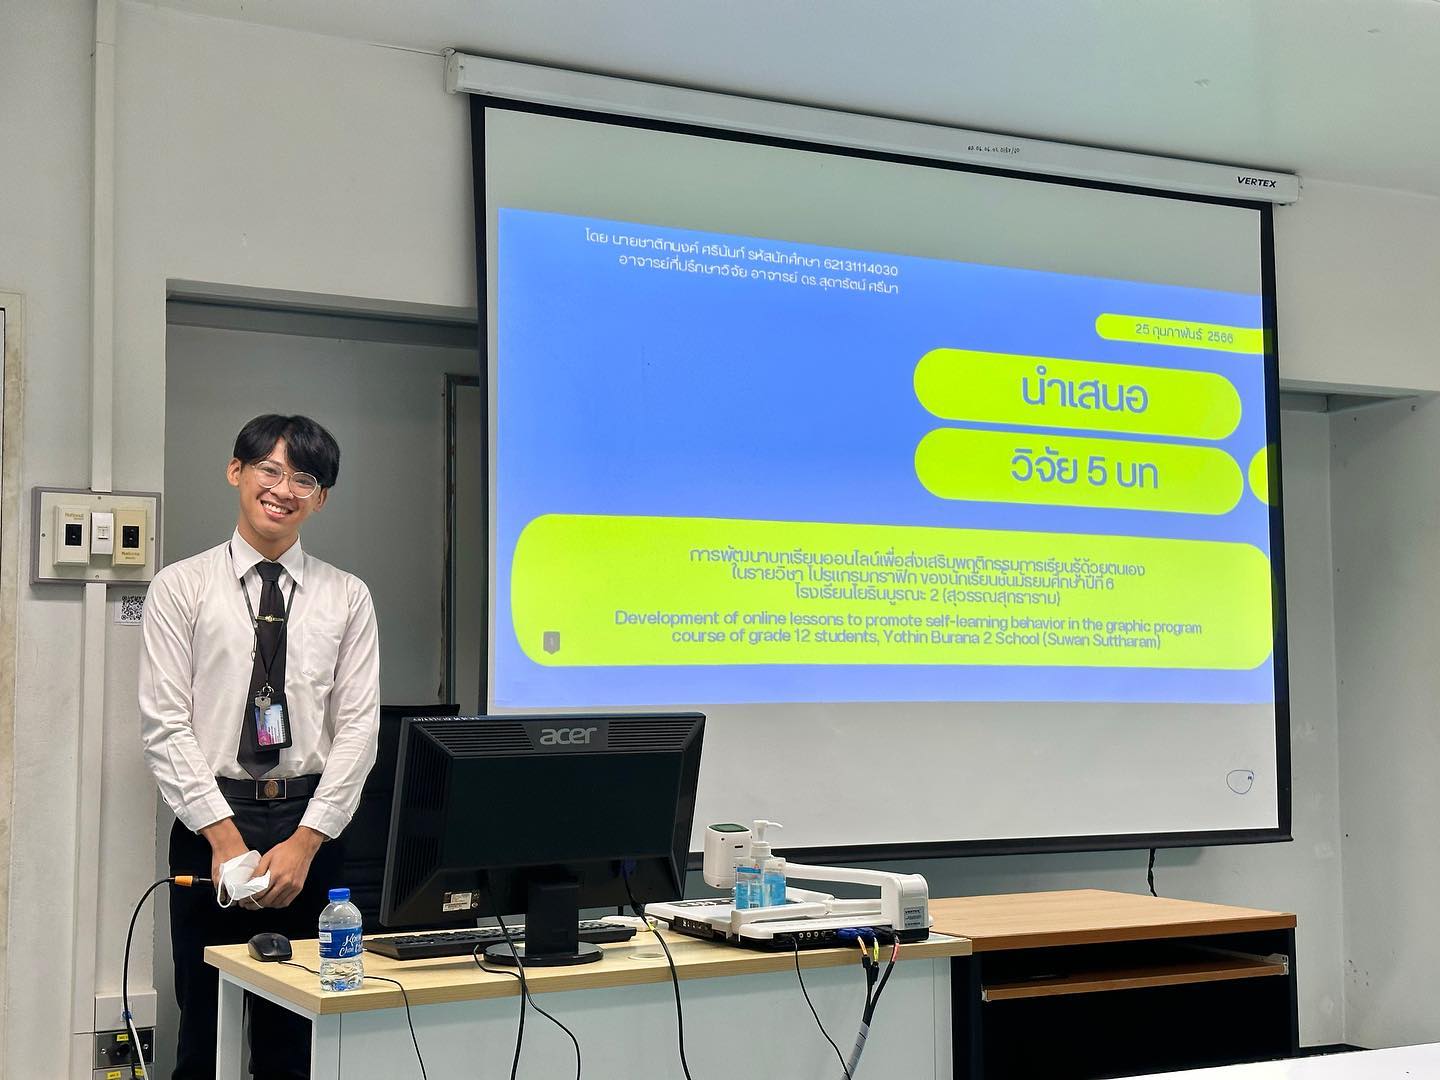 VERTEX
โดย นายชาติณรงค์ ศรีนันท์ รหัสนักศึกษา 62131114030
อาจารย์ที่ปรึกษาวิจัย อาจารย์ ดร.สุดารัตน์ ศรีมา
25 กุมภาพันธ์ 2566
นำเสนอ
วิจัย 5 บท
การพัฒนาบทเรียนออนไลน์เพื่อส่งเสริมพฤติกรรมการเรียนรู้ด้วยตนเอง
ในรายวิชา โปรแกรมกราฟิก ของนักเรียนชั้นมัธยมศึกษาปีที่ 6
โรงเรียนโยธินบูรณะ 2 (สุวรรณสุทธาราม)
Development of online lessons to promote self-learning behavior in the graphic program
course of grade 12 students, Yothin Burana 2 School (Suwan Suttharam)
1
acer
National
VERTEX